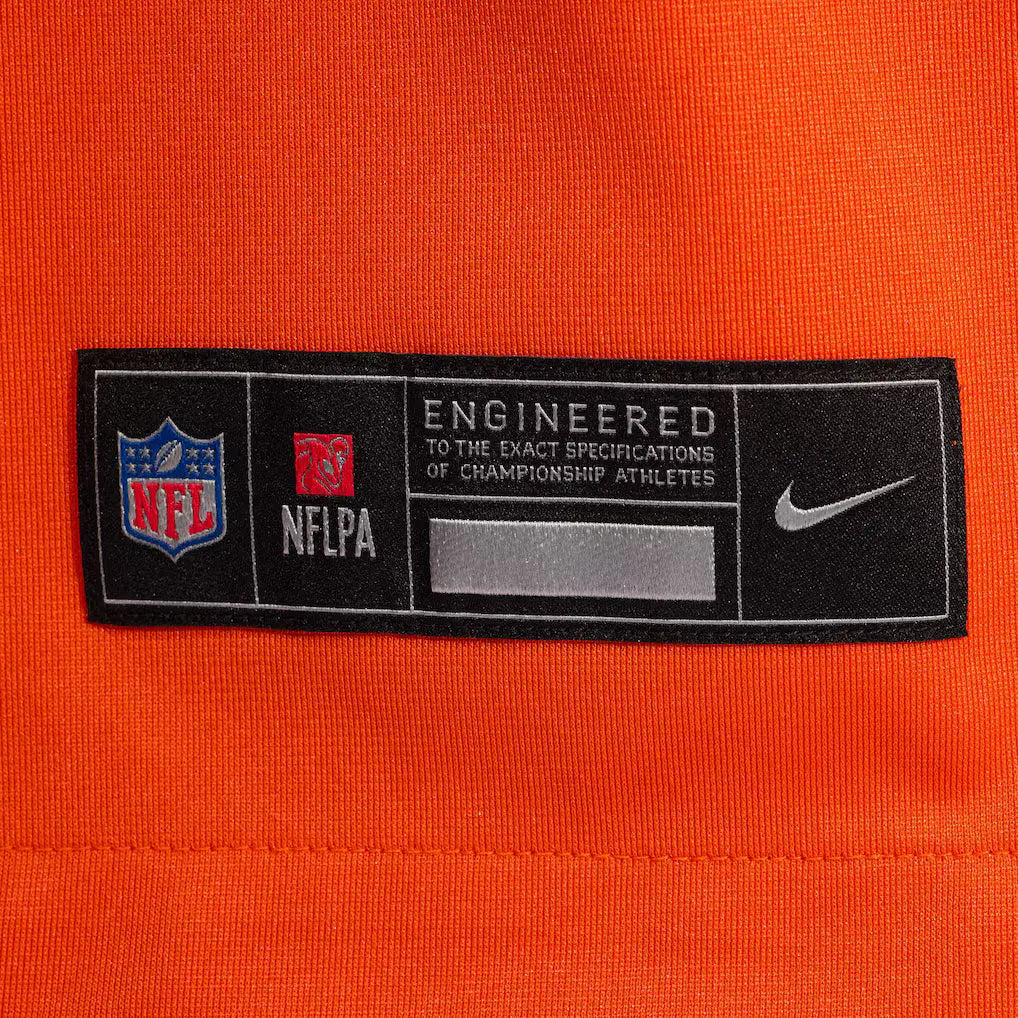 NFL
NFLPA
ENGINEERED
TO THE EXACT SPECIFICATIONS
OF CHAMPIONSHIP ATHLETES